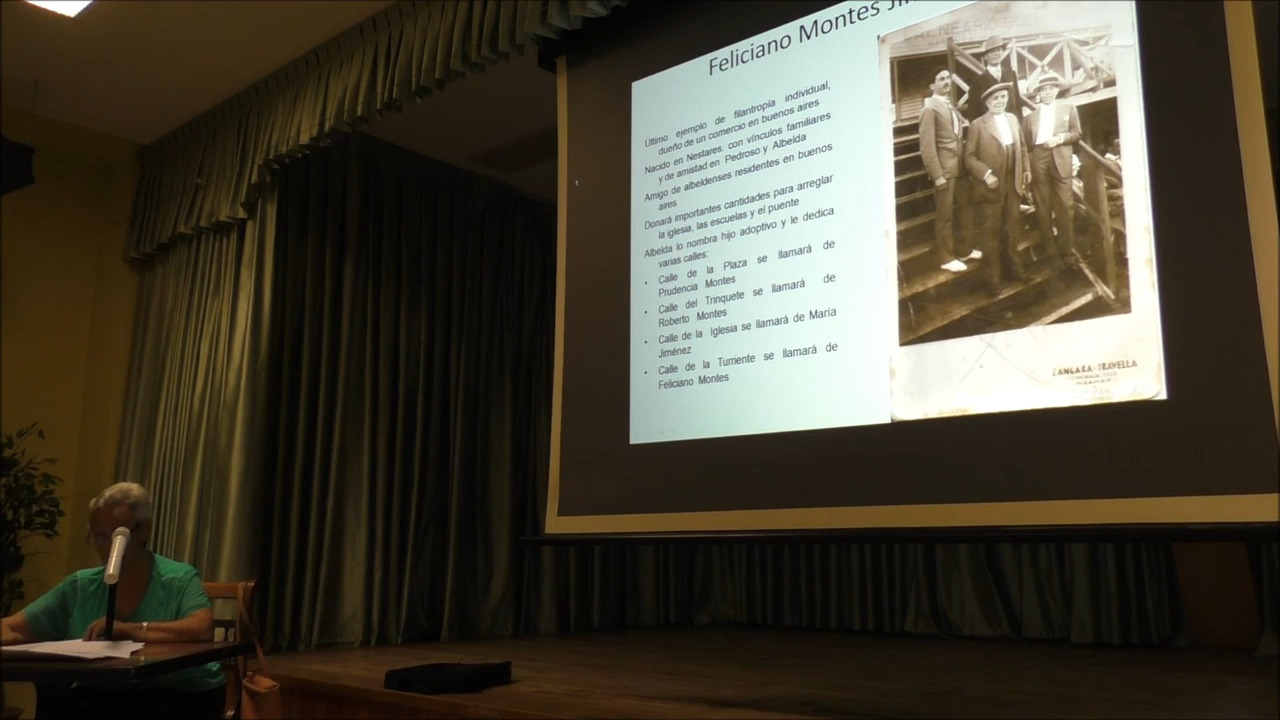 Feliciano Montes
Último ejemplo de filantropía individual,
dueño de un comercio en buenos aires
Nacido en Nestares. con vínculos familiares
y de amistad en Pedroso y Albelda
Amigo de albeldenses residentes en buenos
aires
Donará importantes cantidades para arreglar
la iglesia, las escuelas y el puente
Albelda lo nombra hijo adoptivo y le dedica
varias calles:
• Calle de la Plaza se llamará de
Prudencia Montes
• Calle del Trinquete se llamará de
Roberto Montes
• Calle de la Iglesia se llamará de María
Jiménez
• Calle de la Turriente se llamará de
Feliciano Montes
BALNEARIO
ZANGARA-TRAVELLA